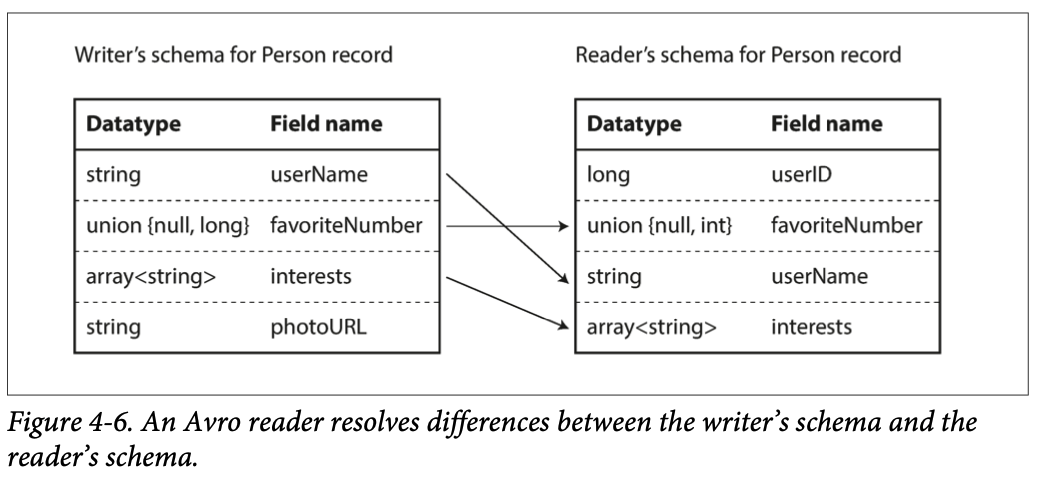 Writer’s schema for Person record
Datatype Field name
string userName
union {null, long} favoriteNumber
array<string> interests
string photoURL
Reader’s schema for Person record
Datatype Field name
long userID
union {null, int} favoriteNumber
string userName
array<string> interests
Figure 4-6. An Avro reader resolves differences between the writer’s schema and the
reader’s schema.